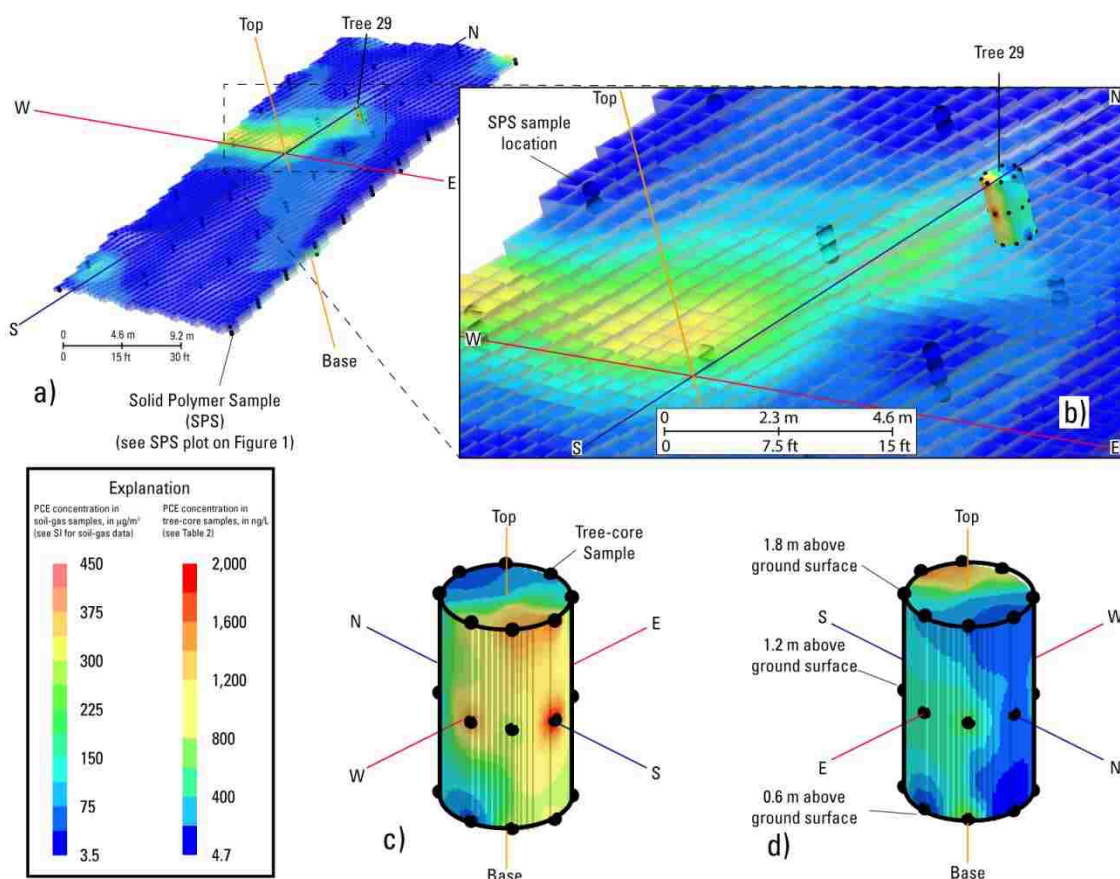 Top
Tree 29
N
W
E
S
0 4.6 m 9.2 m
0 15 ft 30 ft
Base
a)
Solid Polymer Sample
(SPS)
(see SPS plot on Figure 1)
Tree 29
Top
N
SPS sample
location
W
S
E
0 2.3 m 4.6 m
0 7.5 ft 15 ft
b)
Explanation
PCE concentration in
soil-gas samples, in µg/m³
(see SI for soil-gas data)
450
375
300
225
150
75
3.5
PCE concentration in
tree-core samples, in ng/L
(see Table 2)
2,000
1,600
1,200
800
400
4.7
Top
Tree-core
Sample
N
E
W
S
c)
Base
Top
1.8 m above
ground surface
S
W
1.2 m above
ground surface
E
N
0.6 m above
ground surface
d)
Base